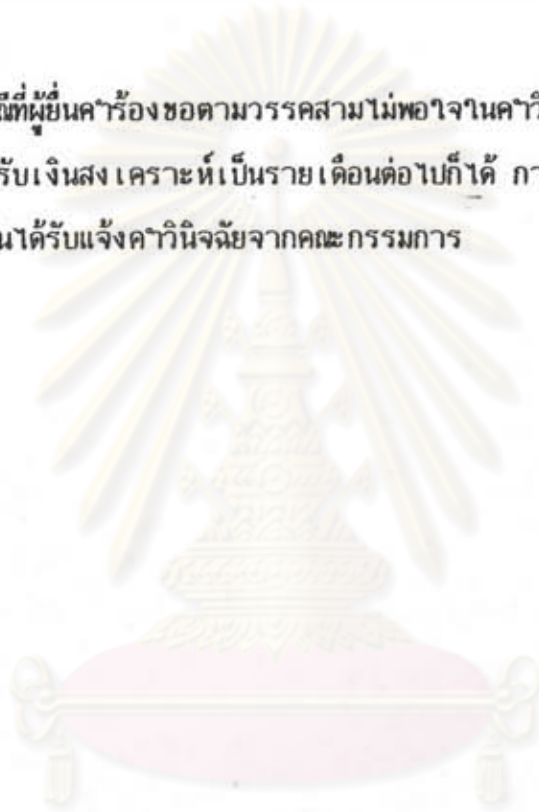 ณีที่ผู้ยื่นคำร้องขอตามวรรคสามไม่พอใจในคำวิ
รับเงินสงเคราะห์เป็นรายเดือนต่อไปก็ได้ กา
นได้รับแจ้งคำวินิจฉัยจากคณะกรรมการ